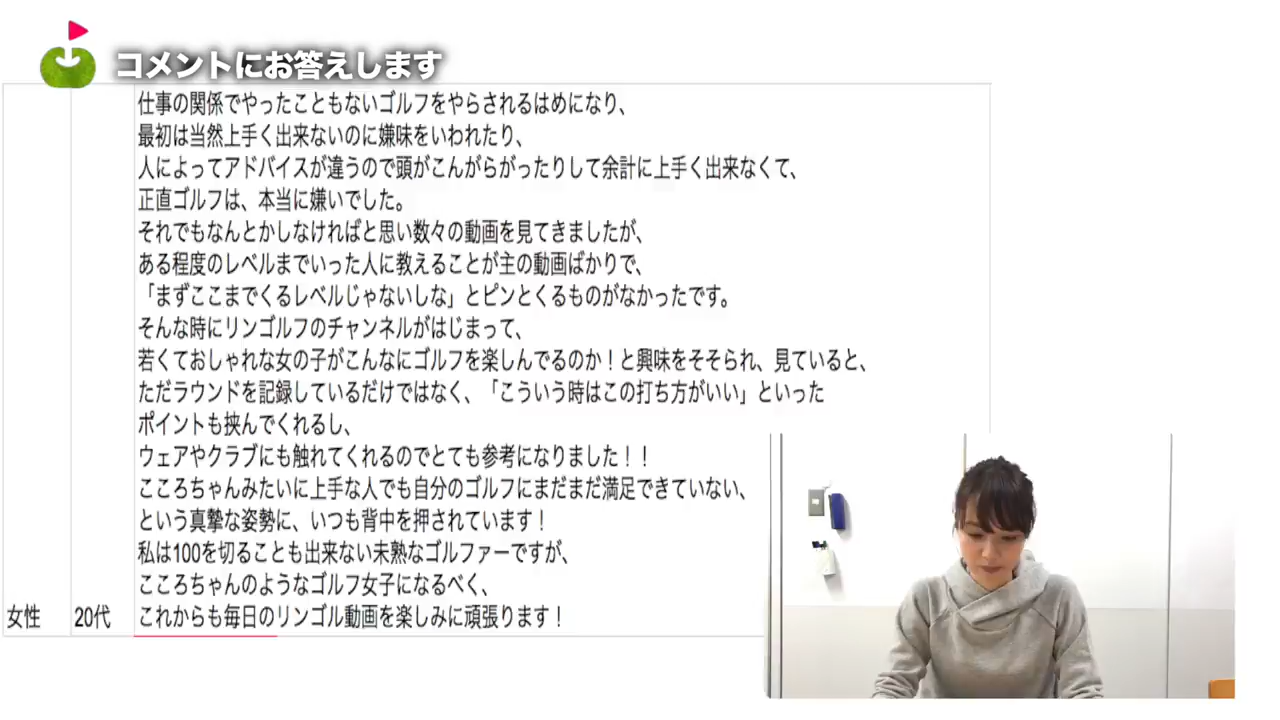 コメントにお答えします
仕事の関係でやったこともないゴルフをやらされるはめになり、
最初は当然上手く出来ないのに嫌味をいわれたり、
人によってアドバイスが違うので頭がこんがらがったりして余計に上手く出来なくて、
正直ゴルフは、本当に嫌いでした。
それでもなんとかしなければと思い数々の動画を見てきましたが、
ある程度のレベルまでいった人に教えることが主の動画ばかりで、
「まずここまでくるレベルじゃないしな」とピンとくるものがなかったです。
そんな時にリンゴルフのチャンネルがはじまって、
若くておしゃれな女の子がこんなにゴルフを楽しんでるのか！と興味をそそられ、見ていると、
ただラウンドを記録しているだけではなく、「こういう時はこの打ち方がいい」といった
ポイントも挟んでくれるし、
ウェアやクラブにも触れてくれるのでとても参考になりました！！
こころちゃんみたいに上手な人でも自分のゴルフにまだまだ満足できていない、
という真摯な姿勢に、いつも背中を押されています！
私は100を切ることも出来ない未熟なゴルファーですが、
こころちゃんのようなゴルフ女子になるべく、
女性 20代 これからも毎日のリンゴル動画を楽しみに頑張ります！